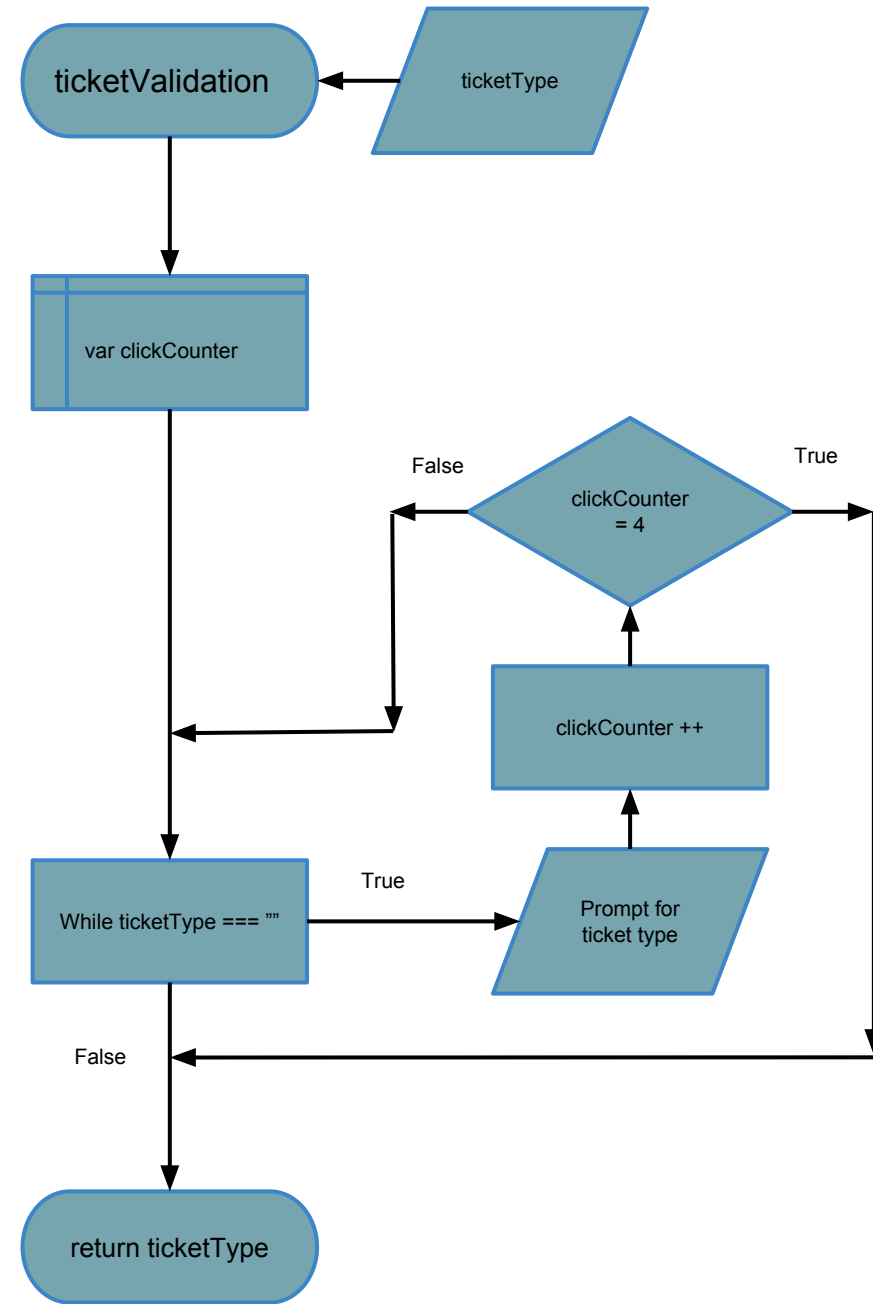 ticketValidation
ticketType
var clickCounter
False
True
clickCounter
= 4
clickCounter ++
While ticketType === ””
True
Prompt for
ticket type
False
return ticketType